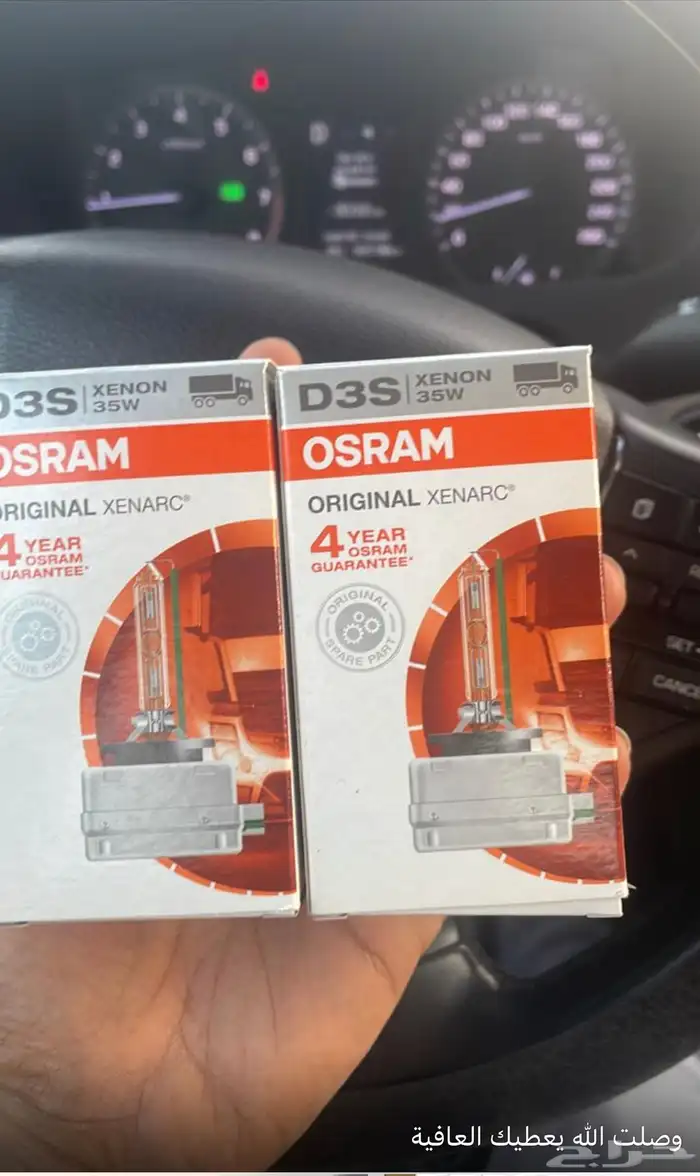 D3S XENON 35W
OSRAM
ORIGINAL XENARC®
4 YEAR
OSRAM
GUARANTEE*
ORIGINAL
SPARE PART
D3S XENON 35W
OSRAM
ORIGINAL XENARC®
4 YEAR
OSRAM
GUARANTEE*
ORIGINAL
SPARE PART
SET -
وصلت الله يعطيك العافية
حراج